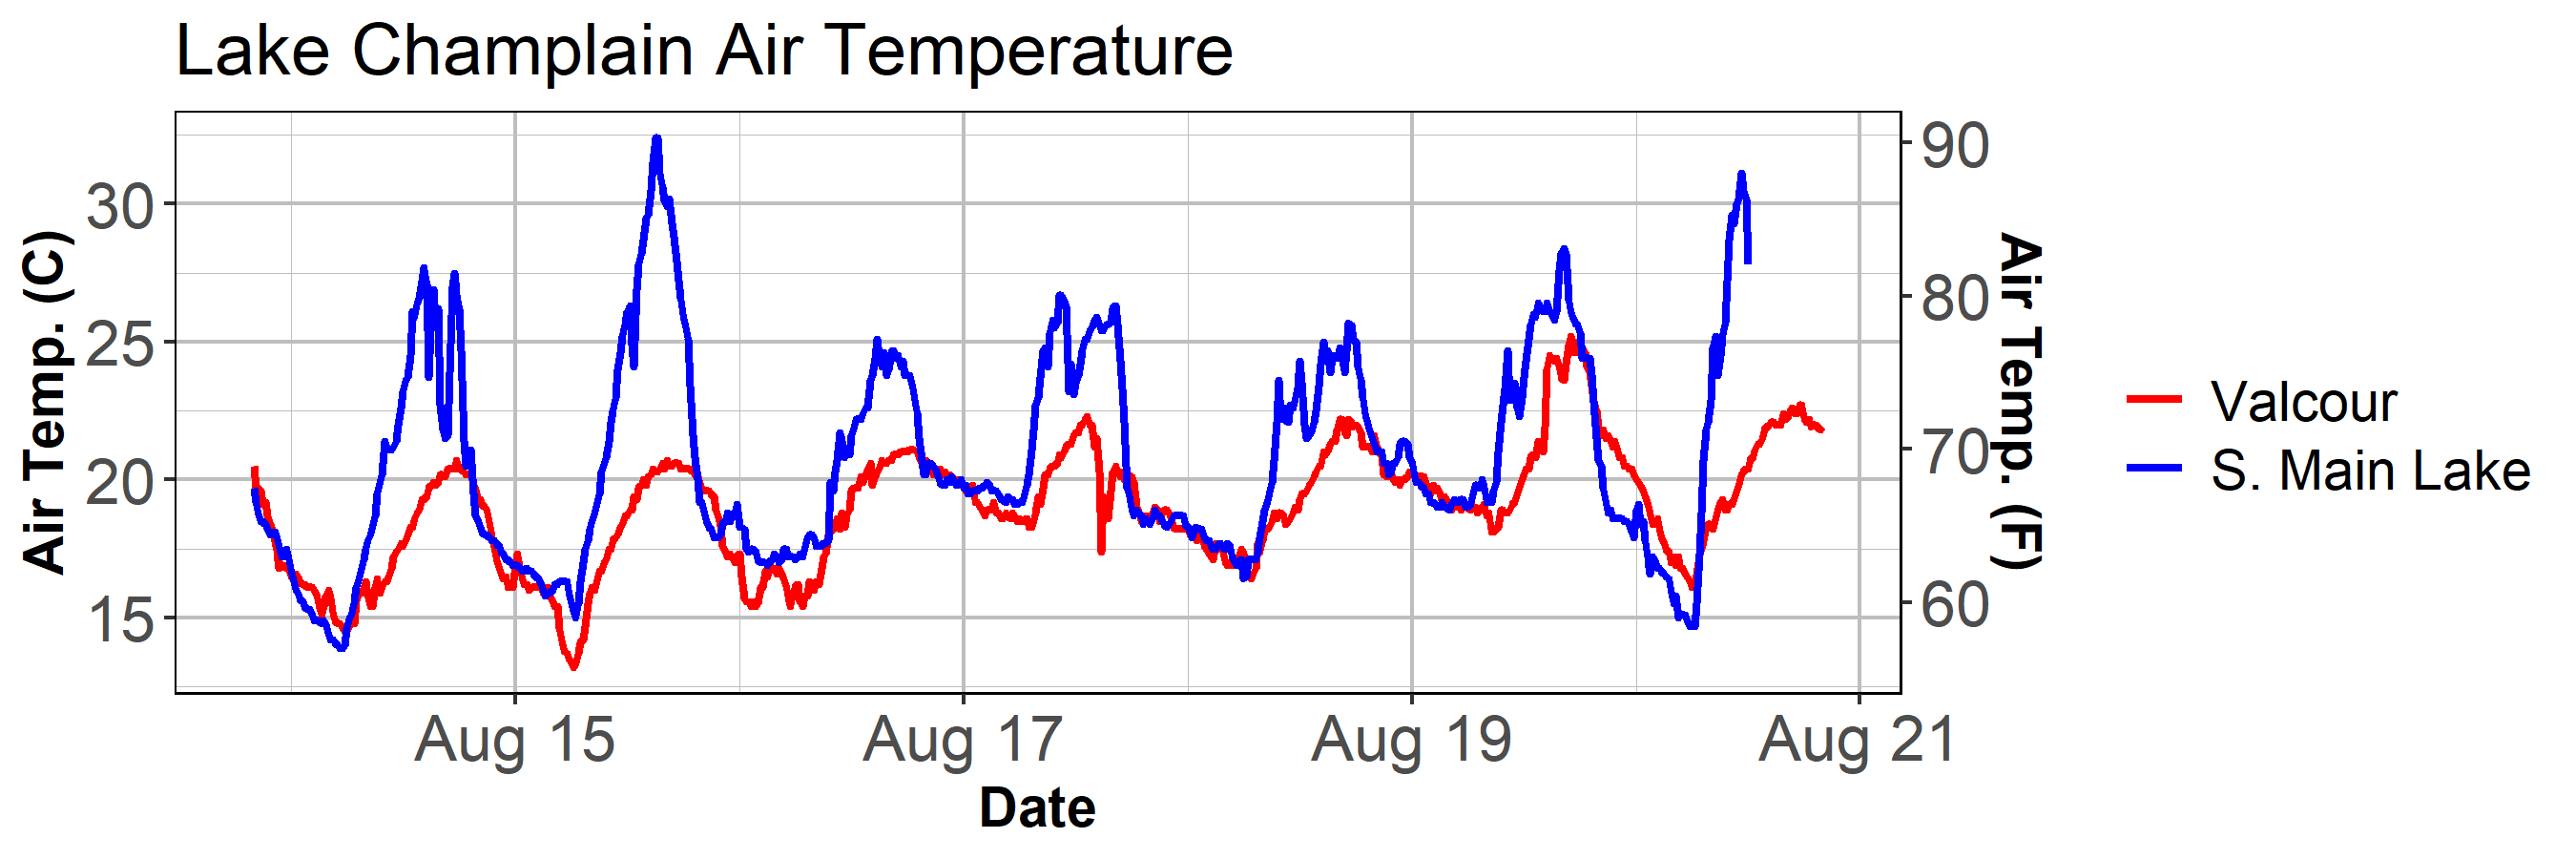 Lake Champlain Air Temperature
Air Temp. (C)
30
25
20
15
90
80
70
60
Air Temp. (F)
Aug 15
Aug 17
Aug 19
Aug 21
Date
Valcour
S. Main Lake